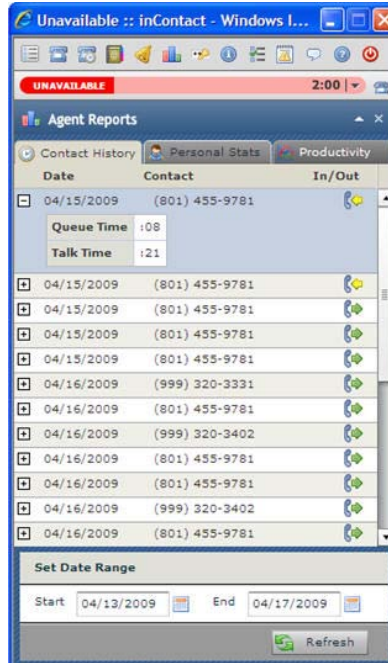 Unavailable :: inContact - Windows I...
UNAVAILABLE 2:00
Agent Reports
Contact History Personal Stats Productivity
Date Contact In/Out
04/15/2009 (801) 455-9781
Queue Time :08
Talk Time :21
04/15/2009 (801) 455-9781
04/15/2009 (801) 455-9781
04/15/2009 (801) 455-9781
04/15/2009 (801) 455-9781
04/16/2009 (999) 320-3331
04/16/2009 (801) 455-9781
04/16/2009 (999) 320-3402
04/16/2009 (801) 455-9781
04/16/2009 (801) 455-9781
04/16/2009 (999) 320-3402
04/16/2009 (801) 455-9781
Set Date Range
Start 04/13/2009 End 04/17/2009
Refresh